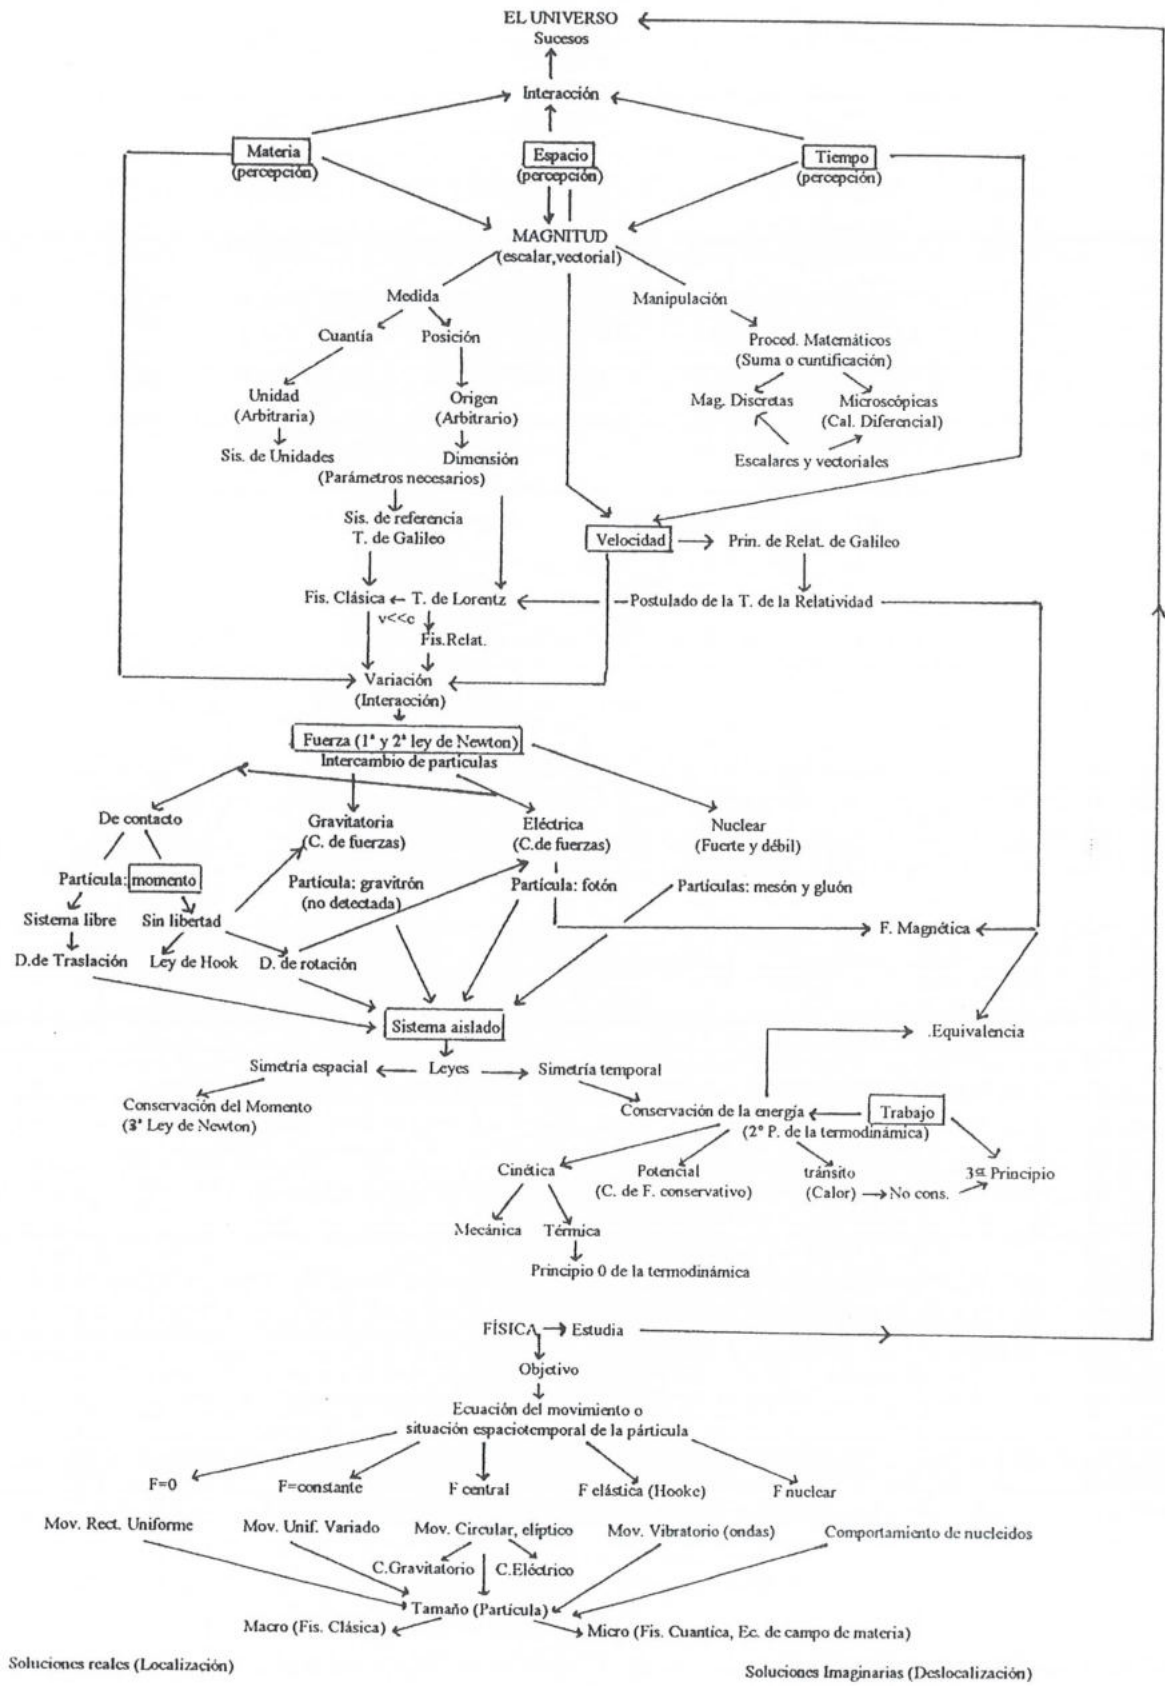 EL UNIVERSO
Sucesos
Interacción
Materia
(percepción)
Espacio
(percepción)
Tiempo
(percepción)
MAGNITUD
(escalar,vectorial)
Medida
Manipulación
Cuantía
Posición
Proced. Matemáticos
(Suma o cuntificación)
Unidad
(Arbitraria)
Origen
(Arbitrario)
Mag. Discretas
Microscópicas
(Cal. Diferencial)
Sis. de Unidades
Dimensión
(Parámetros necesarios)
Escalares y vectoriales
Sis. de referencia
T. de Galileo
Velocidad
Prin. de Relat. de Galileo
Fis. Clásica
T. de Lorentz
Postulado de la T. de la Relatividad
v<<c
Fis.Relat.
Variación
(Interacción)
Fuerza (1ª y 2ª ley de Newton)
Intercambio de partículas
De contacto
Gravitatoria
(C. de fuerzas)
Eléctrica
(C.de fuerzas)
Nuclear
(Fuerte y débil)
Partícula: momento
Partícula: gravitrón
(no detectada)
Partícula: fotón
Partículas: mesón y gluón
Sistema libre
Sin libertad
F. Magnética
D.de Traslación
Ley de Hook
D. de rotación
Sistema aislado
.Equivalencia
Simetría espacial
Leyes
Simetría temporal
Conservación del Momento
(3ª Ley de Newton)
Conservación de la energía
Trabajo
(2º P. de la termodinámica)
Cinética
Potencial
(C. de F. conservativo)
tránsito
(Calor)
No cons.
3er Principio
Mecánica
Térmica
Principio 0 de la termodinámica
FÍSICA
Estudia
Objetivo
Ecuación del movimiento o
situación espaciotemporal de la párticula
F=0
F=constante
F central
F elástica (Hooke)
F nuclear
Mov. Rect. Uniforme
Mov. Unif. Variado
Mov. Circular, elíptico
Mov. Vibratorio (ondas)
Comportamiento de nucleidos
C.Gravitatorio
C.Eléctrico
Tamaño (Partícula)
Macro (Fis. Clásica)
Micro (Fis. Cuantíca, Ec. de campo de materia)
Soluciones reales (Localización)
Soluciones Imaginarias (Deslocalización)